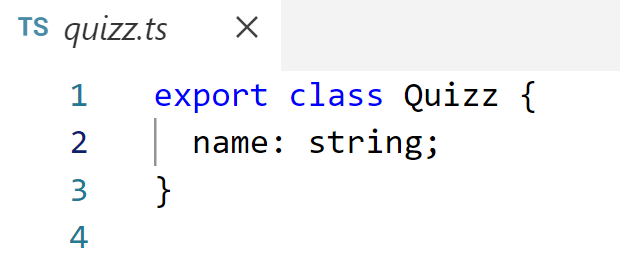 TS quizz.ts ×
1 export class Quizz {
2 name: string;
3 }
4